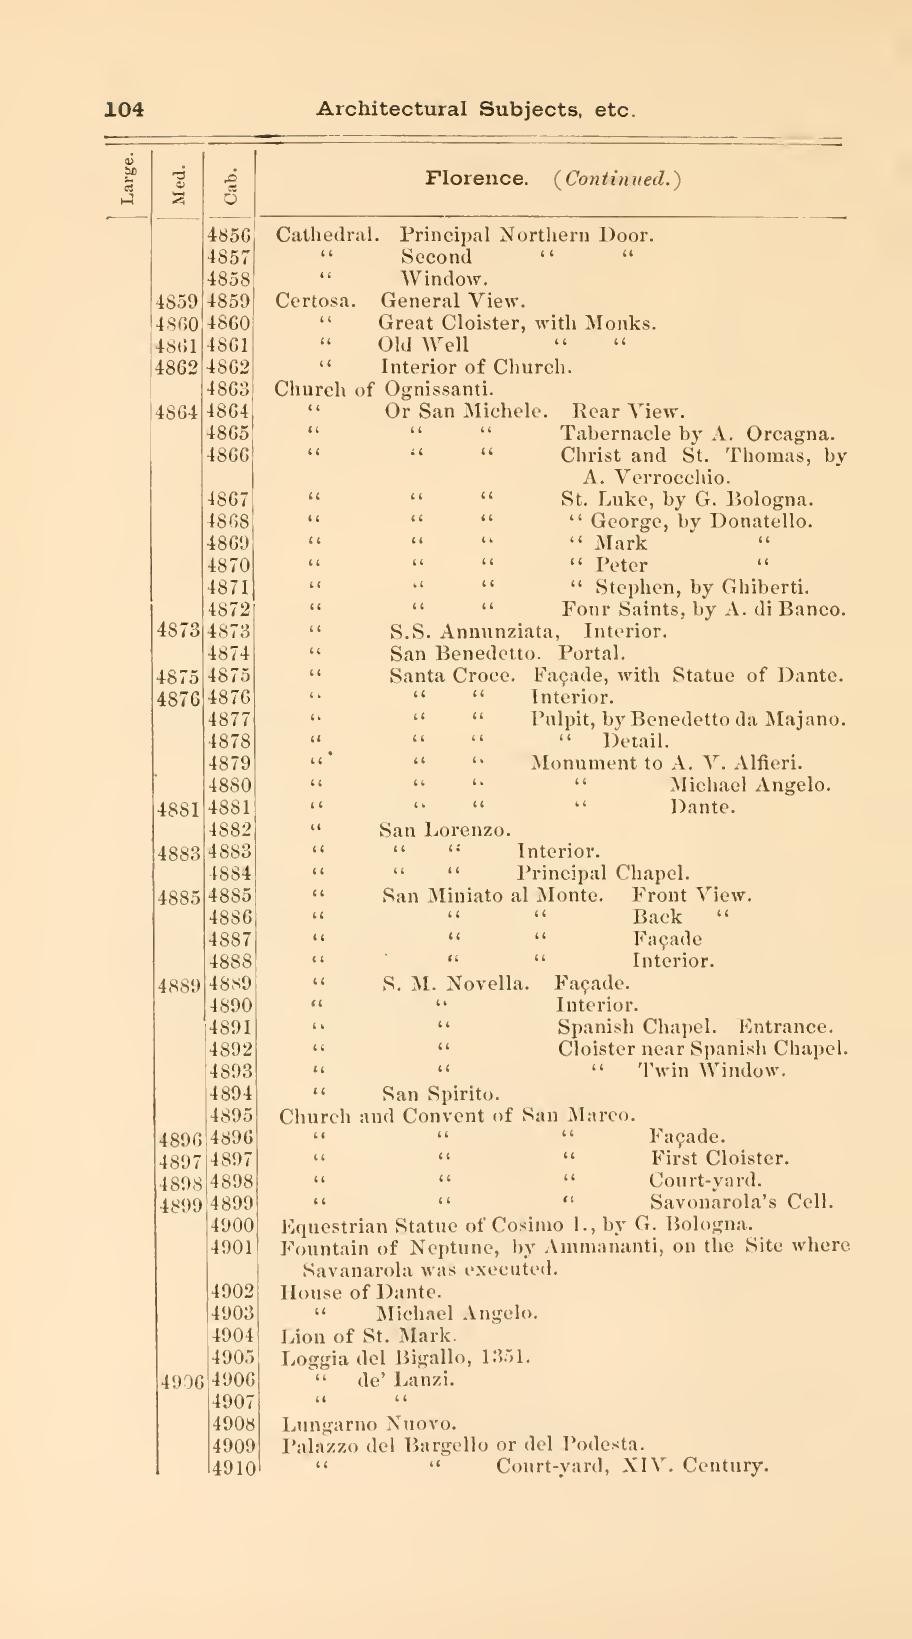 104 Architectural Subjects, etc.
Large. Med. Cab. Florence. (Continued.)
4856 Cathedral. Principal Northern Door.
4857 “ Second “ “
4858 “ Window.
4859 4859 Certosa. General View.
4860 4860 “ Great Cloister, with Monks.
4861 4861 “ Old Well “ “
4862 4862 “ Interior of Church.
4863 Church of Ognissanti.
4864 4864 “ Or San Michele. Rear View.
4865 “ “ “ Tabernacle by A. Orcagna.
4866 “ “ “ Christ and St. Thomas, by
A. Verrocchio.
4867 “ “ “ St. Luke, by G. Bologna.
4868 “ “ “ “ George, by Donatello.
4869 “ “ “ “ Mark “
4870 “ “ “ “ Peter “
4871 “ “ “ “ Stephen, by Ghiberti.
4872 “ “ “ Four Saints, by A. di Banco.
4873 4873 “ S.S. Annunziata, Interior.
4874 “ San Benedetto. Portal.
4875 4875 “ Santa Croce. Façade, with Statue of Dante.
4876 4876 “ “ “ Interior.
4877 “ “ “ Pulpit, by Benedetto da Majano.
4878 “ “ “ “ Detail.
4879 “ “ “ Monument to A. V. Alfieri.
4880 “ “ “ “ Michael Angelo.
4881 4881 “ “ “ “ Dante.
4882 “ San Lorenzo.
4883 4883 “ “ “ Interior.
4884 “ “ “ Principal Chapel.
4885 4885 “ San Miniato al Monte. Front View.
4886 “ “ “ Back “
4887 “ “ “ Façade
4888 “ “ “ Interior.
4889 4889 “ S. M. Novella. Façade.
4890 “ “ Interior.
4891 “ “ Spanish Chapel. Entrance.
4892 “ “ Cloister near Spanish Chapel.
4893 “ “ “ Twin Window.
4894 “ San Spirito.
4895 Church and Convent of San Marco.
4896 4896 “ “ “ Façade.
4897 4897 “ “ “ First Cloister.
4898 4898 “ “ “ Court-yard.
4899 4899 “ “ “ Savonarola's Cell.
4900 Equestrian Statue of Cosimo I., by G. Bologna.
4901 Fountain of Neptune, by Ammananti, on the Site where
Savanarola was executed.
4902 House of Dante.
4903 “ Michael Angelo.
4904 Lion of St. Mark.
4905 Loggia del Bigallo, 1351.
4906 4906 “ de' Lanzi.
4907 “ “
4908 Lungarno Nuovo.
4909 Palazzo del Bargello or del Podesta.
4910 “ “ Court-yard, XIV. Century.